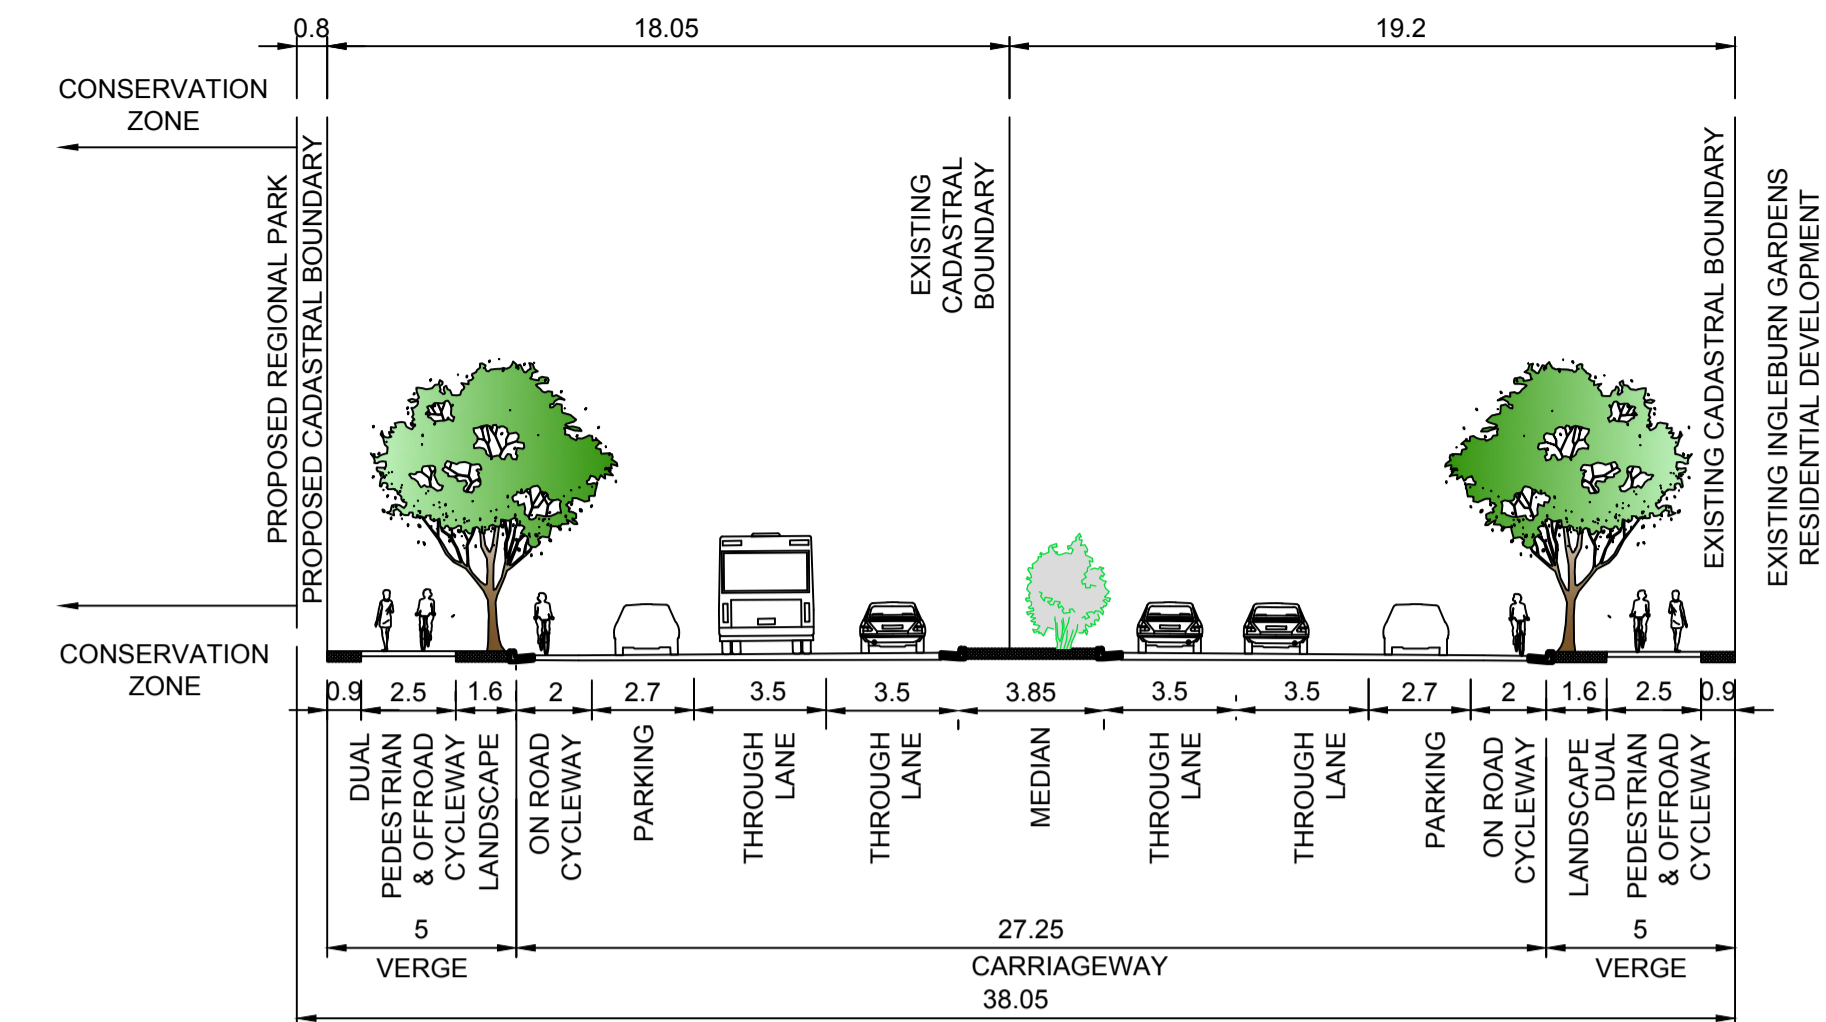 0.8
18.05
19.2
CONSERVATION
ZONE
PROPOSED REGIONAL PARK
PROPOSED CADASTRAL BOUNDARY
EXISTING
CADASTRAL
BOUNDARY
EXISTING CADASTRAL BOUNDARY
EXISTING INGLEBURN GARDENS
RESIDENTIAL DEVELOPMENT
CONSERVATION
ZONE
0.9
2.5
1.6
2
2.7
3.5
3.5
3.85
3.5
3.5
2.7
2
1.6
2.5
0.9
DUAL
PEDESTRIAN
& OFFROAD
CYCLEWAY
LANDSCAPE
ON ROAD
CYCLEWAY
PARKING
THROUGH
LANE
THROUGH
LANE
MEDIAN
THROUGH
LANE
THROUGH
LANE
PARKING
ON ROAD
CYCLEWAY
LANDSCAPE
DUAL
PEDESTRIAN
& OFFROAD
CYCLEWAY
5
27.25
5
VERGE
CARRIAGEWAY
VERGE
38.05